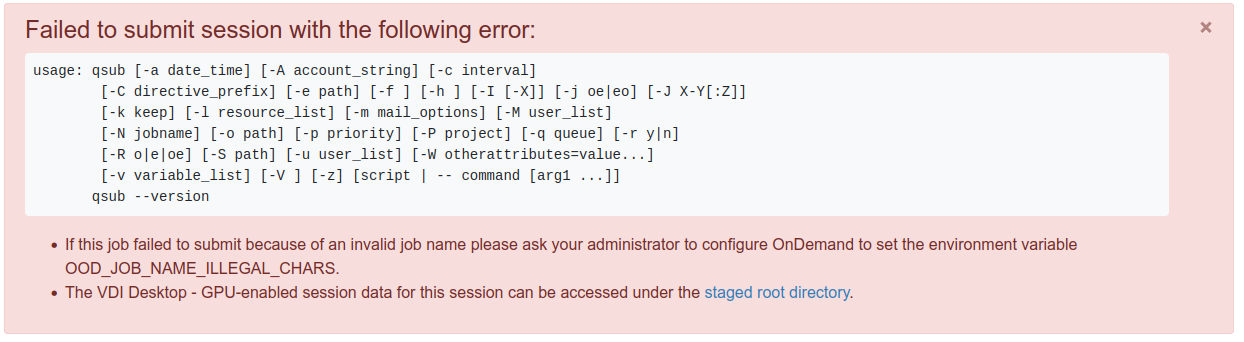 Failed to submit session with the following error:
×
usage: qsub [-a date_time] [-A account_string] [-c interval]
[-C directive_prefix] [-e path] [-f ] [-h ] [-I [-X]] [-j oe|eo] [-J X-Y[:Z]]
[-k keep] [-l resource_list] [-m mail_options] [-M user_list]
[-N jobname] [-o path] [-p priority] [-P project] [-q queue] [-r y|n]
[-R o|e|oe] [-S path] [-u user_list] [-W otherattributes=value...]
[-v variable_list] [-V ] [-z] [script | -- command [arg1 ...]]
qsub --version
• If this job failed to submit because of an invalid job name please ask your administrator to configure OnDemand to set the environment variable
OOD_JOB_NAME_ILLEGAL_CHARS.
• The VDI Desktop - GPU-enabled session data for this session can be accessed under the staged root directory.